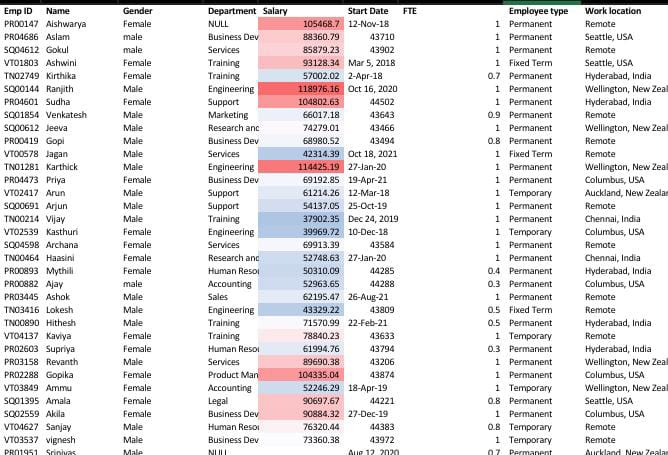 Emp ID Name Gender Department Salary Start Date FTE Employee type Work location
PR00147 Aishwarya Female NULL 105468.7 12-Nov-18 1 Permanent Remote
PR04686 Aslam male Business Dev 88360.79 43710 1 Permanent Seattle, USA
SQ04612 Gokul male Services 85879.23 43902 1 Permanent Remote
VT01803 Ashwini Female Training 93128.34 Mar 5, 2018 1 Fixed Term Seattle, USA
TN02749 Kirthika Female Training 57002.02 2-Apr-18 0.7 Permanent Hyderabad, India
SQ00144 Ranjith Male Engineering 118976.16 Oct 16, 2020 1 Permanent Wellington, New Zeal
PR04601 Sudha Female Support 104802.63 44502 1 Permanent Hyderabad, India
SQ01854 Venkatesh Male Marketing 66017.18 43643 0.9 Permanent Remote
SQ00612 Jeeva Male Research and 74279.01 43466 1 Permanent Wellington, New Zeal
PR00419 Gopi Male Business Dev 68980.52 43458 0.8 Permanent Remote
VT00578 Jagan Male Services 42314.39 Oct 18, 2021 1 Fixed Term Remote
TN01281 Karthick Male Engineering 114425.19 27-Jan-20 1 Permanent Wellington, New Zeal
PR04473 Priya Female Business Dev 69192.85 19-Apr-21 1 Permanent Columbus, USA
VT02417 Arun Male Support 61214.26 12-Mar-18 1 Temporary Auckland, New Zealan
SQ00691 Arjun Male Support 54137.05 25-Oct-19 1 Permanent Remote
TN00214 Vijay Male Training 37902.35 Dec 24, 2019 1 Permanent Chennai, India
VT02539 Kasthuri Female Engineering 39969.72 10-Dec-18 1 Temporary Columbus, USA
SQ04598 Archana Female Services 69913.39 43584 1 Permanent Remote
TN00464 Haasini Female Research and 52748.63 27-Jan-20 1 Permanent Chennai, India
PR00893 Mythili Female Human Resou 50310.09 44285 0.4 Permanent Hyderabad, India
PR00882 Ajay male Accounting 52963.65 44288 0.3 Permanent Columbus, USA
PR03445 Ashok Male Sales 62195.47 26-Aug-21 1 Permanent Remote
TN03416 Lokesh Male Engineering 43329.22 43809 0.5 Fixed Term Remote
TN00890 Hithesh Male Training 71570.99 22-Feb-21 0.5 Permanent Hyderabad, India
VT04137 Kaviya Female Training 78840.23 43633 1 Temporary Remote
PR02603 Supriya Female Human Resou 61994.76 43794 0.3 Permanent Hyderabad, India
PR03158 Revanth Male Services 89690.38 43206 1 Permanent Wellington, New Zeal
PR02288 Gopika Female Product Man 104335.04 43874 1 Permanent Columbus, USA
VT03849 Ammu Female Accounting 52246.29 18-Apr-19 1 Temporary Wellington, New Zeal
SQ01395 Amala Female Legal 90697.67 44221 0.8 Permanent Seattle, USA
SQ02559 Akila Female Business Dev 90884.32 27-Dec-19 1 Permanent Columbus, USA
VT04627 Sanjay Male Human Resou 76320.44 44383 0.8 Temporary Remote
VT03537 vignesh Male Business Dev 73360.38 43972 1 Temporary Remote
PR01951 Srinivas Male NULL Aug 12, 2020 0.7 Permanent Auckland, New Zealan